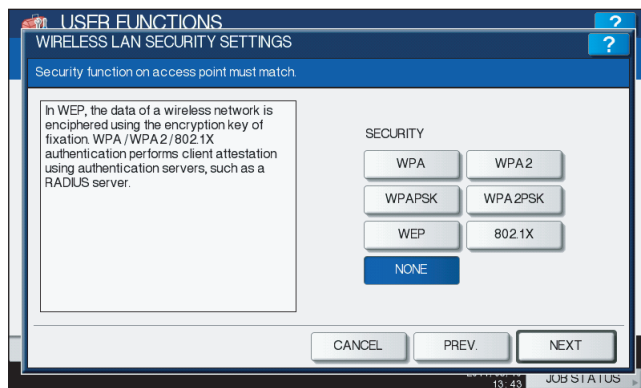 USER FUNCTIONS
?
WIRELESS LAN SECURITY SETTINGS
?
Security function on access point must match.
In WEP, the data of a wireless network is
enciphered using the encryption key of
fixation. WPA/WPA2/802.1X
authentication performs client attestation
using authentication servers, such as a
RADIUS server.
SECURITY
WPA
WPA2
WPAPSK
WPA2PSK
WEP
802.1X
NONE
CANCEL
PREV.
NEXT
13:43
JOB STATUS